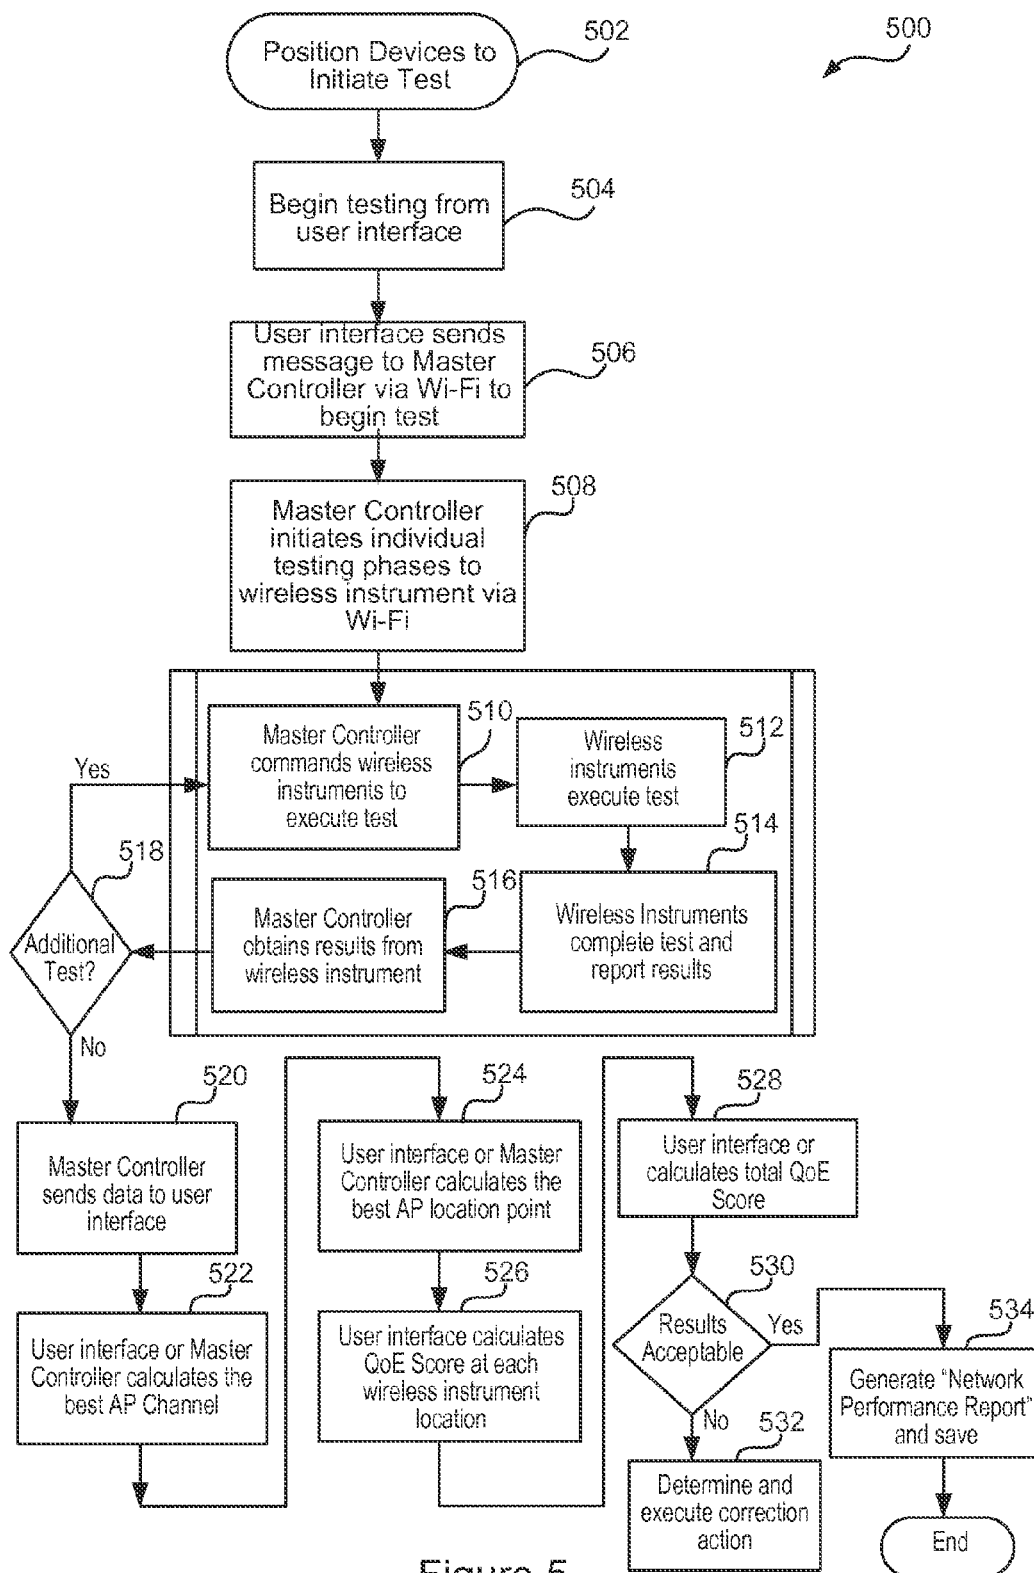 500
Position Devices to
Initiate Test
502
Begin testing from
user interface
504
User interface sends
message to Master
Controller via Wi-Fi to
begin test
506
Master Controller
initiates individual
testing phases to
wireless instrument via
Wi-Fi
508
Master Controller
commands wireless
instruments to
execute test
510
Wireless
instruments
execute test
512
Wireless Instruments
complete test and
report results
514
Master Controller
obtains results from
wireless instrument
516
Additional
Test?
518
Yes
No
Master Controller
sends data to user
interface
520
User interface or Master
Controller calculates the
best AP Channel
522
User interface or Master
Controller calculates the
best AP location point
524
User interface calculates
QoE Score at each
wireless instrument
location
526
User interface or
calculates total QoE
Score
528
Results
Acceptable
530
Yes
No
Determine and
execute correction
action
532
Generate "Network
Performance Report"
and save
534
End
Figure 5